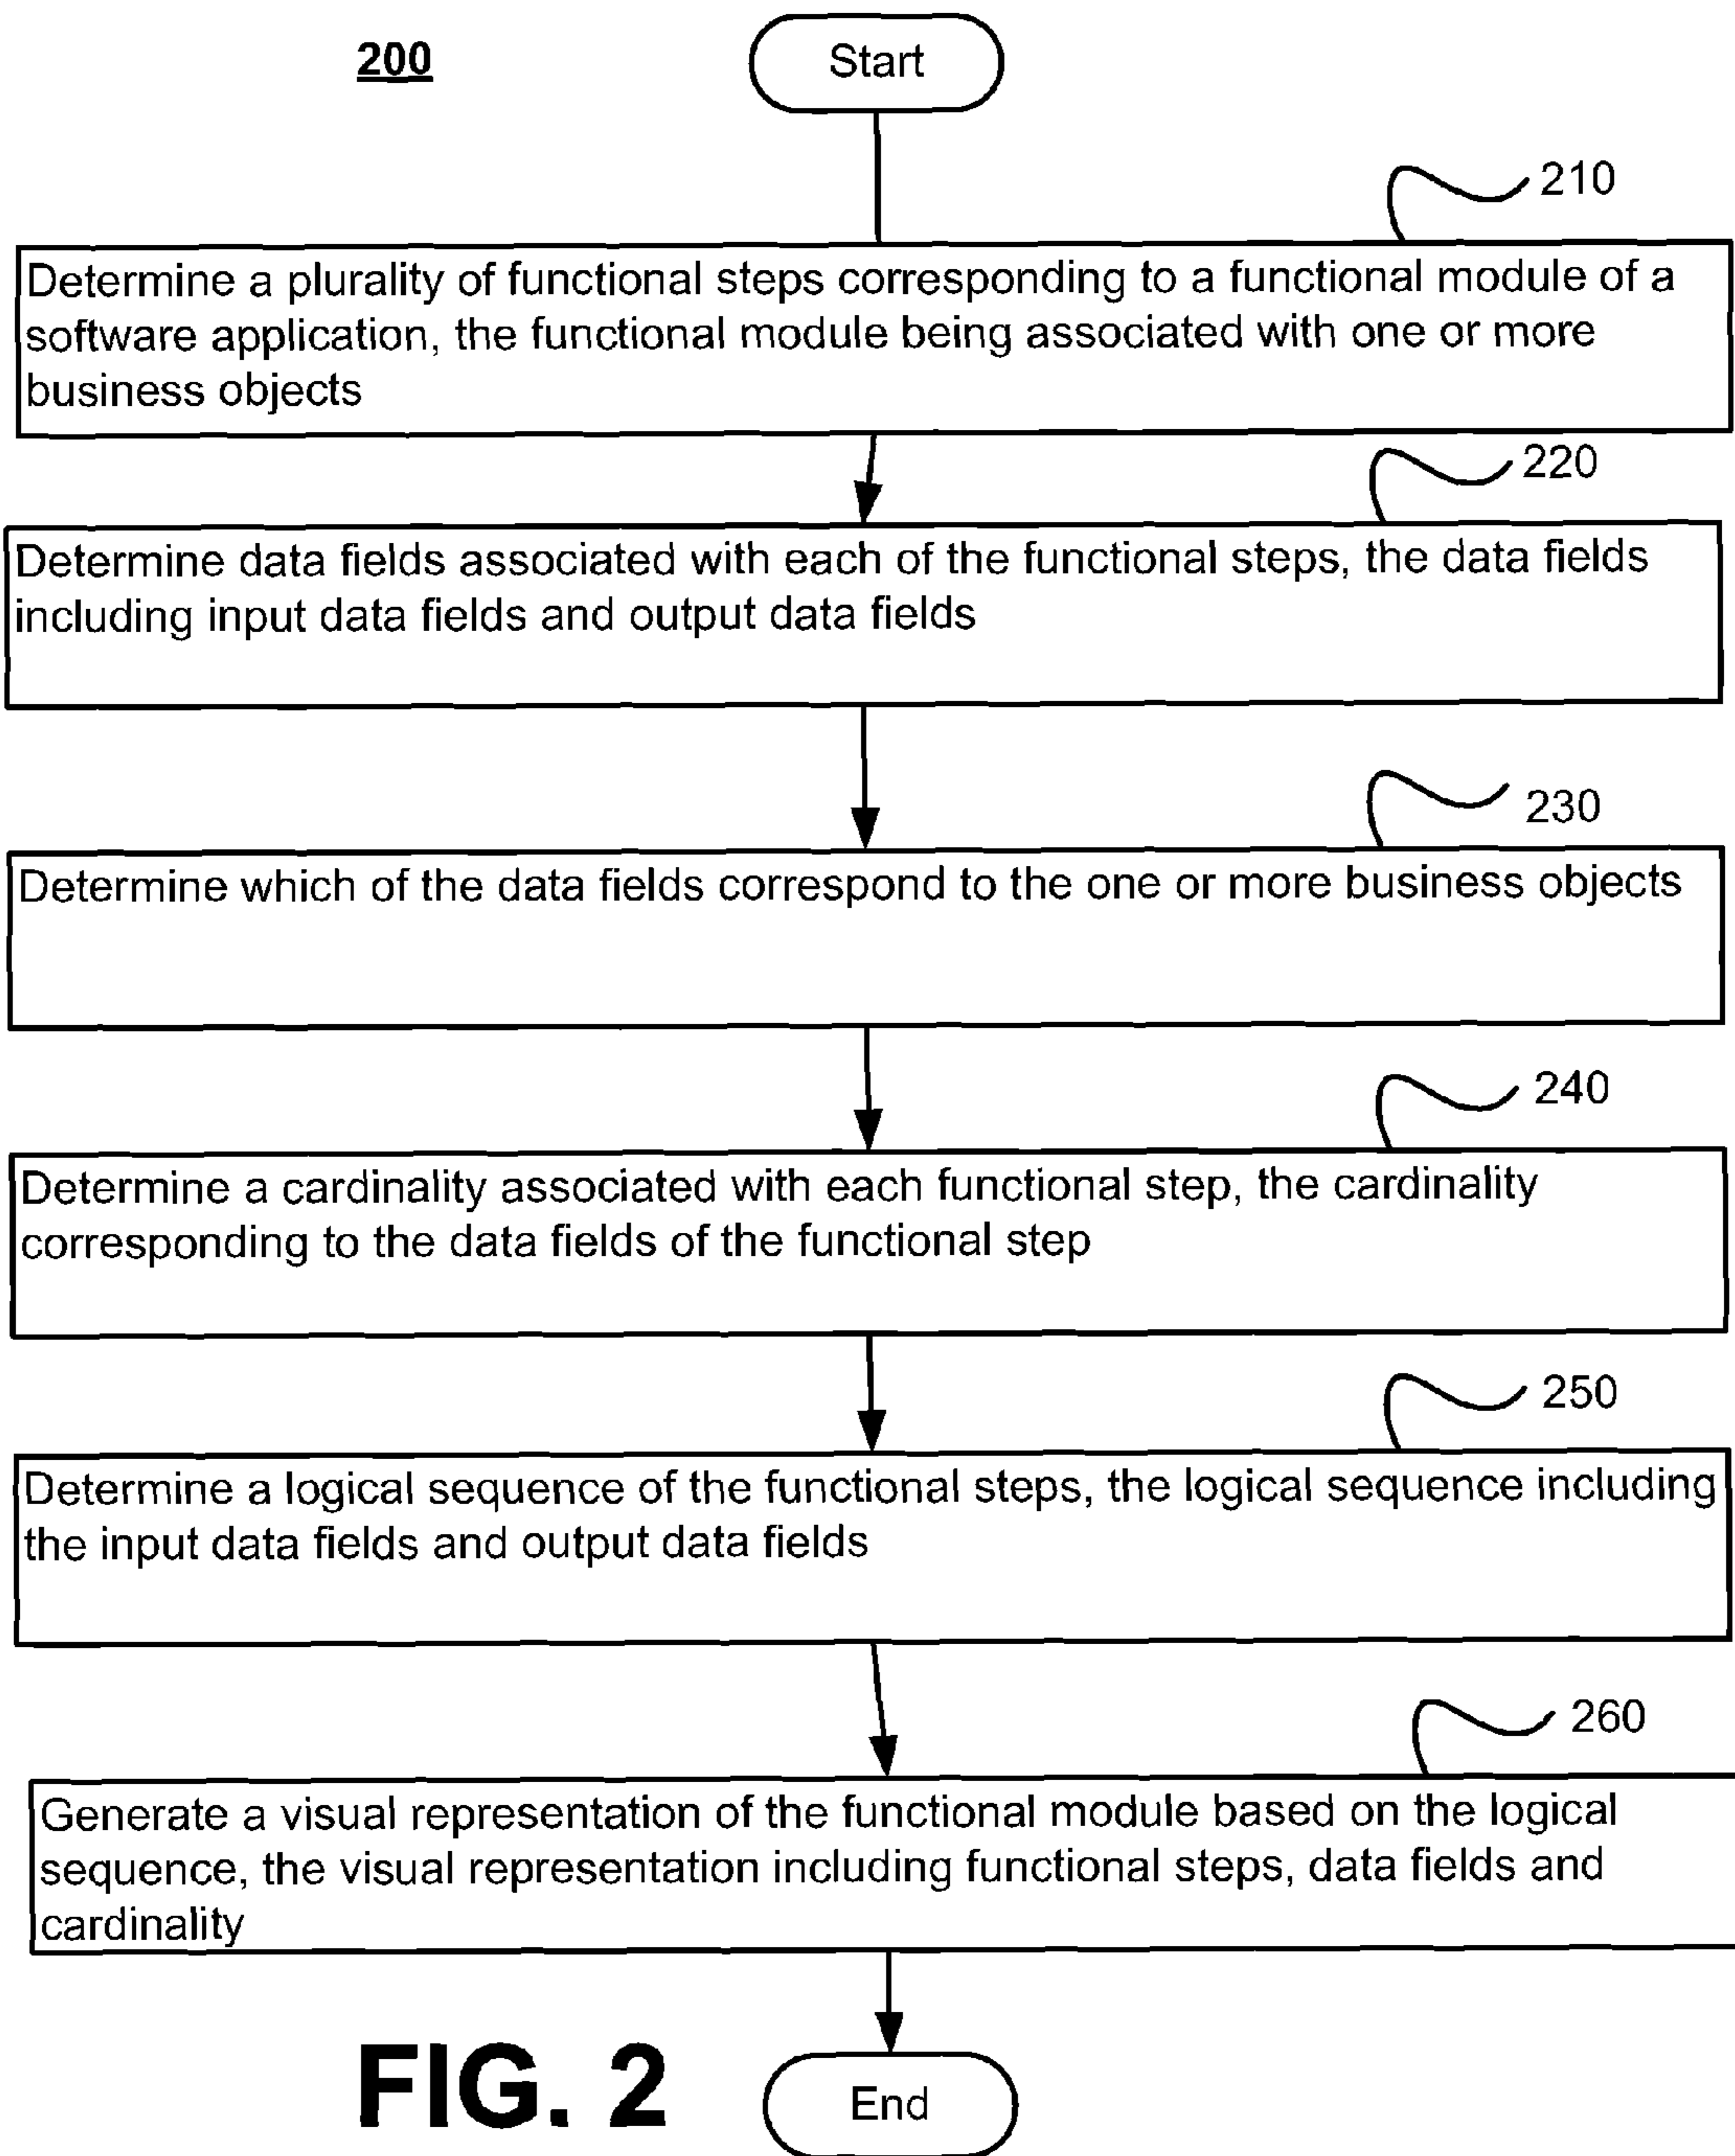 200
Start
210
Determine a plurality of functional steps corresponding to a functional module of a
software application, the functional module being associated with one or more
business objects
220
Determine data fields associated with each of the functional steps, the data fields
including input data fields and output data fields
230
Determine which of the data fields correspond to the one or more business objects
240
Determine a cardinality associated with each functional step, the cardinality
corresponding to the data fields of the functional step
250
Determine a logical sequence of the functional steps, the logical sequence including
the input data fields and output data fields
260
Generate a visual representation of the functional module based on the logical
sequence, the visual representation including functional steps, data fields and
cardinality
FIG. 2
End